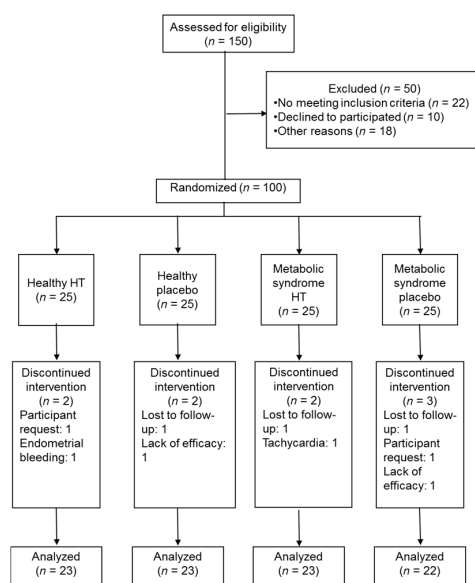 Assessed for eligibility
(n = 150)
Excluded (n = 50)
•No meeting inclusion criteria (n = 22)
•Declined to participated (n = 10)
•Other reasons (n = 18)
Randomized (n = 100)
Healthy HT
(n = 25)
Healthy
placebo
(n = 25)
Metabolic
syndrome
HT
(n = 25)
Metabolic
syndrome
placebo
(n = 25)
Discontinued
intervention
(n = 2)
Participant
request: 1
Endometrial
bleeding: 1
Discontinued
intervention
(n = 2)
Lost to follow-
up: 1
Lack of efficacy:
1
Discontinued
intervention
(n = 2)
Lost to follow-
up: 1
Tachycardia: 1
Discontinued
intervention
(n = 3)
Lost to follow-
up: 1
Participant
request: 1
Lack of
efficacy: 1
Analyzed
(n = 23)
Analyzed
(n = 23)
Analyzed
(n = 23)
Analyzed
(n = 22)